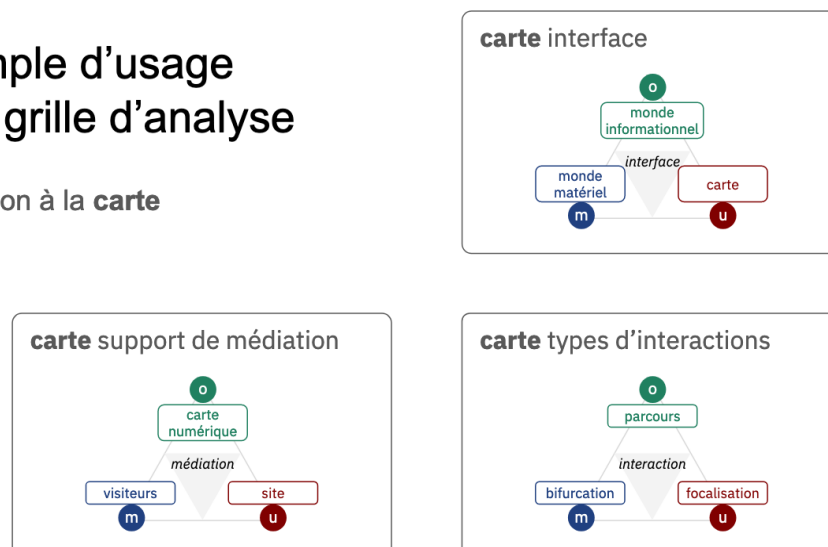 mple d'usage
grille d'analyse
on à la carte
carte interface
o
monde
informationnel
interface
monde
matériel
carte
m
u
carte support de médiation
o
carte
numérique
médiation
visiteurs
site
m
u
carte types d'interactions
o
parcours
interaction
bifurcation
focalisation
m
u